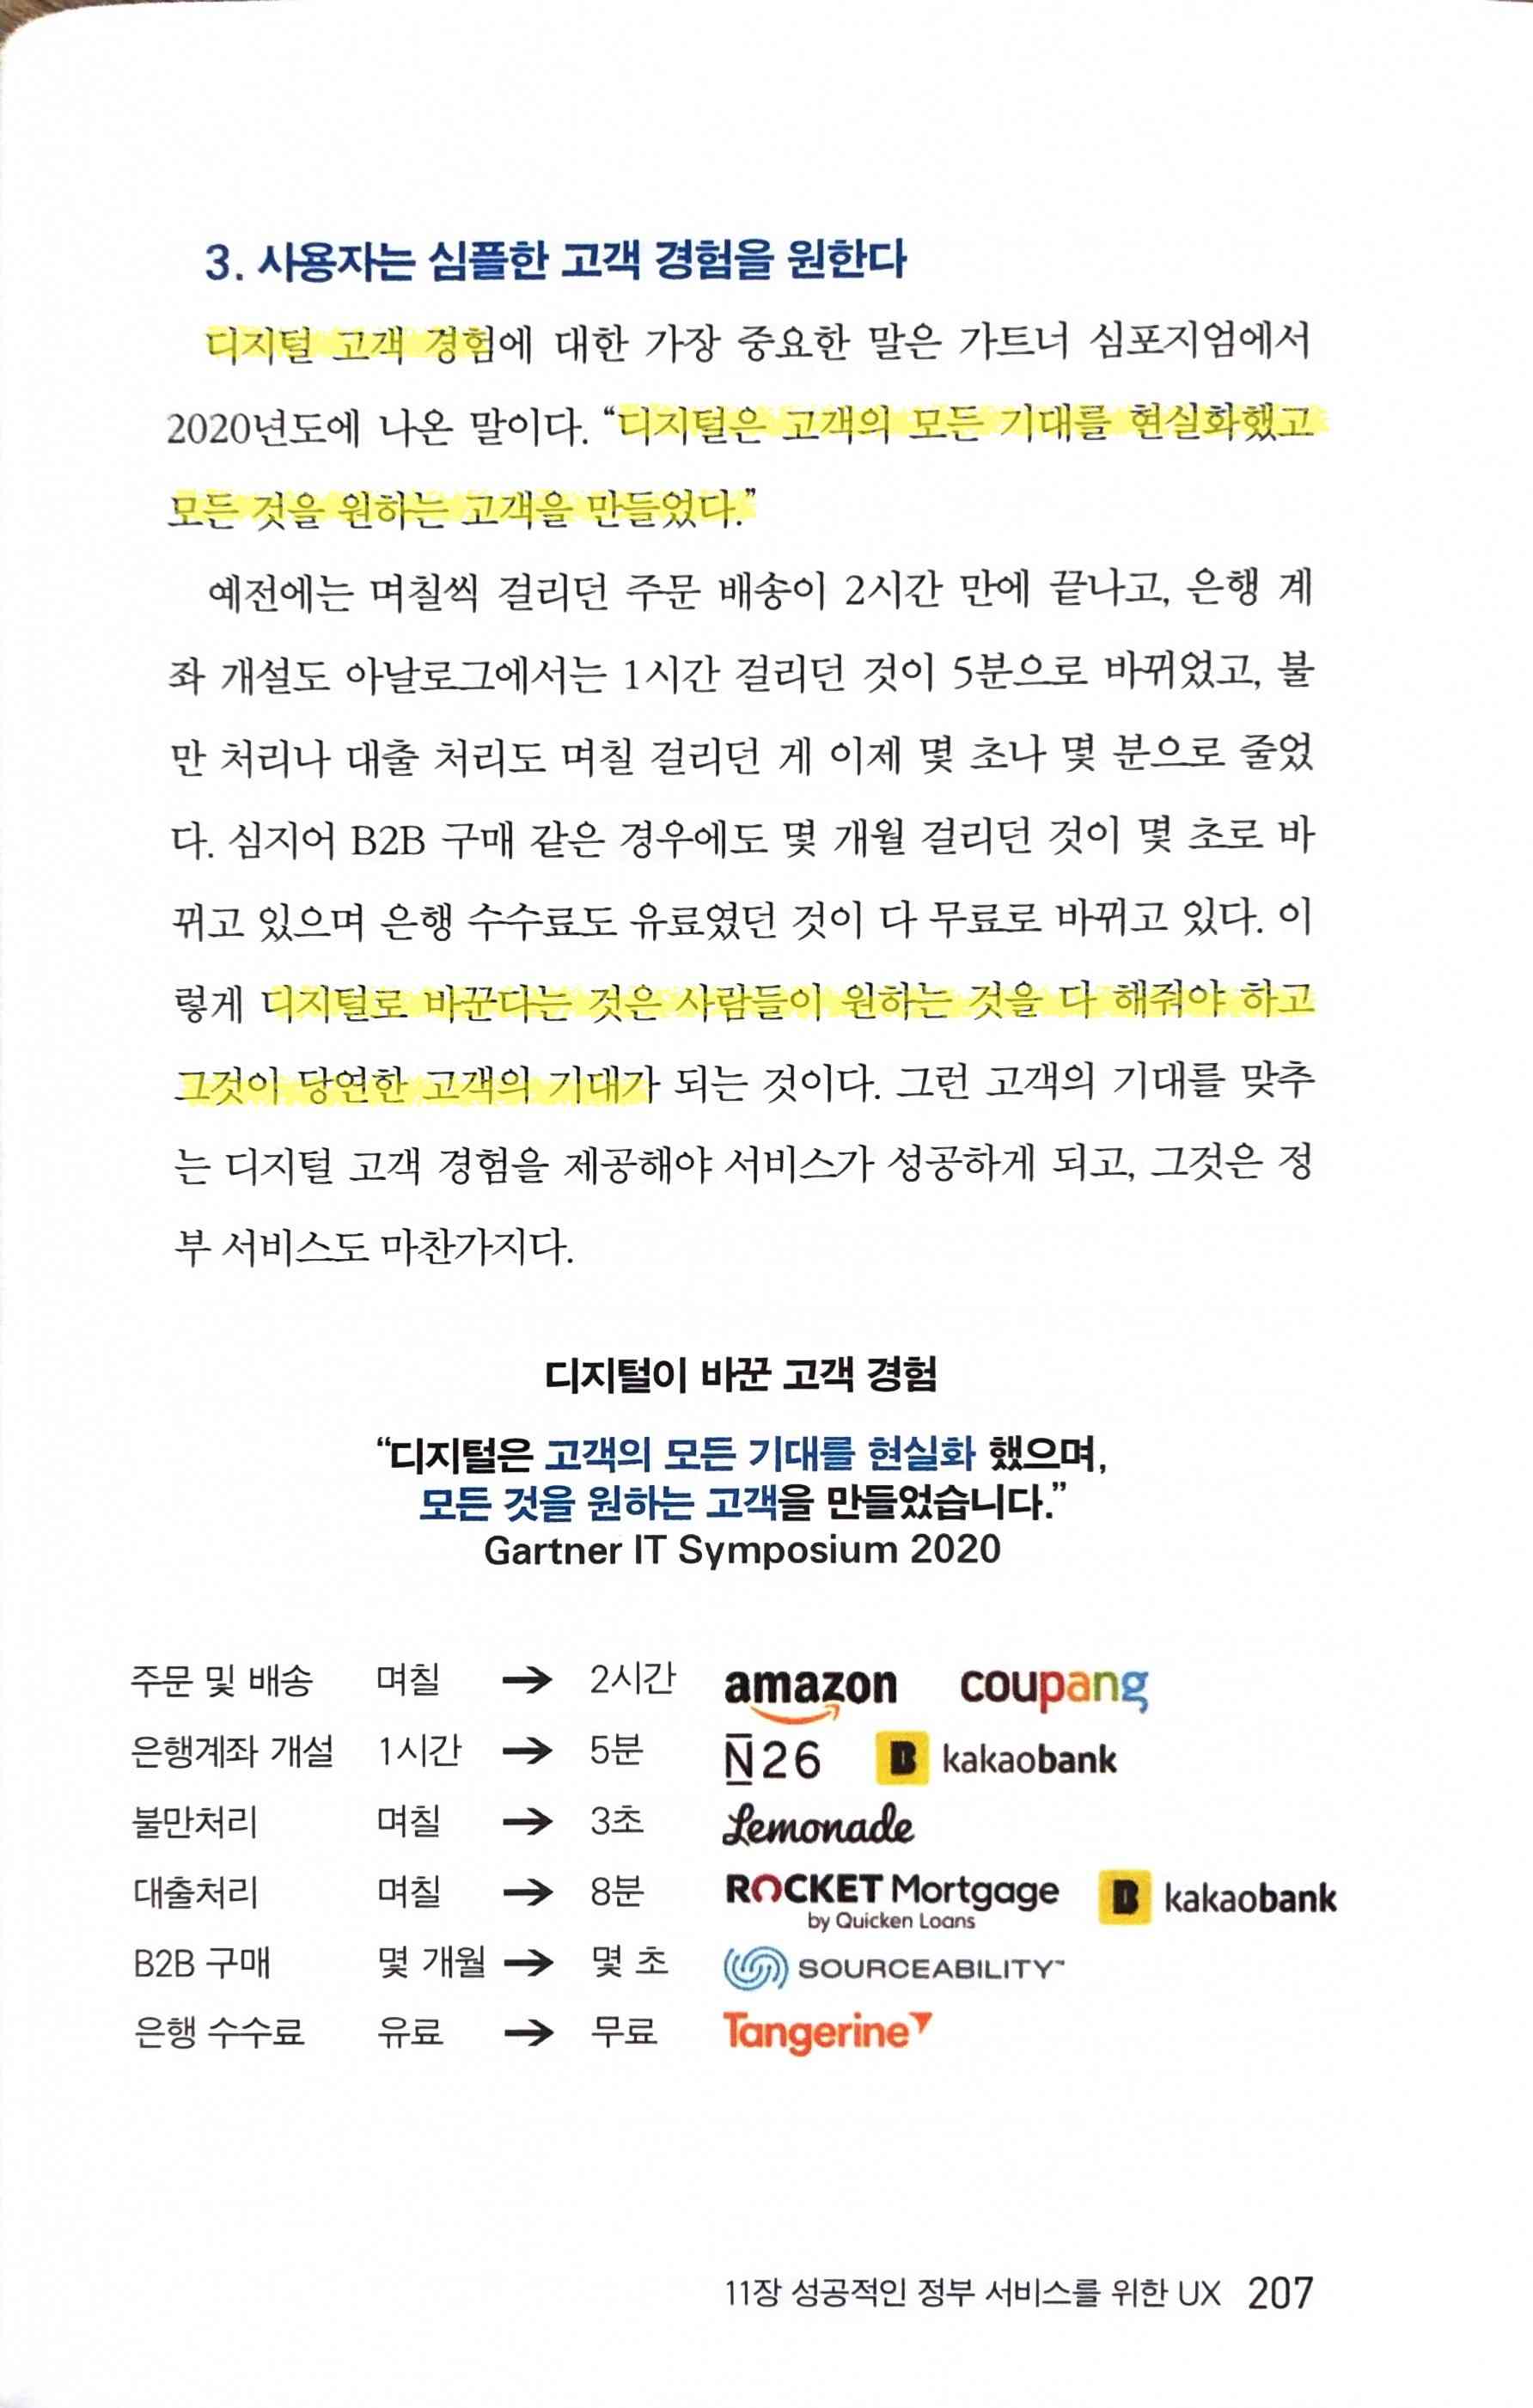 3. 사용자는 심플한 고객 경험을 원한다
디지털 고객 경험에 대한 가장 중요한 말은 가트너 심포지엄에서
2020년도에 나온 말이다. “디지털은 고객의 모든 기대를 현실화했고
모든 것을 원하는 고객을 만들었다.”
예전에는 며칠씩 걸리던 주문 배송이 2시간 만에 끝나고, 은행 계
좌 개설도 아날로그에서는 1시간 걸리던 것이 5분으로 바뀌었고, 불
만 처리나 대출 처리도 며칠 걸리던 게 이제 몇 초나 몇 분으로 줄었
다. 심지어 B2B 구매 같은 경우에도 몇 개월 걸리던 것이 몇 초로 바
뀌고 있으며 은행 수수료도 유료였던 것이 다 무료로 바뀌고 있다. 이
렇게 디지털로 바꾼다는 것은 사람들이 원하는 것을 다 해줘야 하고
그것이 당연한 고객의 기대가 되는 것이다. 그런 고객의 기대를 맞추
는 디지털 고객 경험을 제공해야 서비스가 성공하게 되고, 그것은 정
부 서비스도 마찬가지다.
디지털이 바꾼 고객 경험
“디지털은 고객의 모든 기대를 현실화 했으며,
모든 것을 원하는 고객을 만들었습니다.”
Gartner IT Symposium 2020
주문 및 배송 며칠 → 2시간 amazon coupang
은행계좌 개설 1시간 → 5분 N26 B kakaobank
불만처리 며칠 → 3초 Lemonade
대출처리 며칠 → 8분 ROCKET Mortgage B kakaobank
by Quicken Loans
B2B 구매 몇 개월 → 몇 초 SOURCEABILITY™
은행 수수료 유료 → 무료 Tangerine
11장 성공적인 정부 서비스를 위한 UX 207